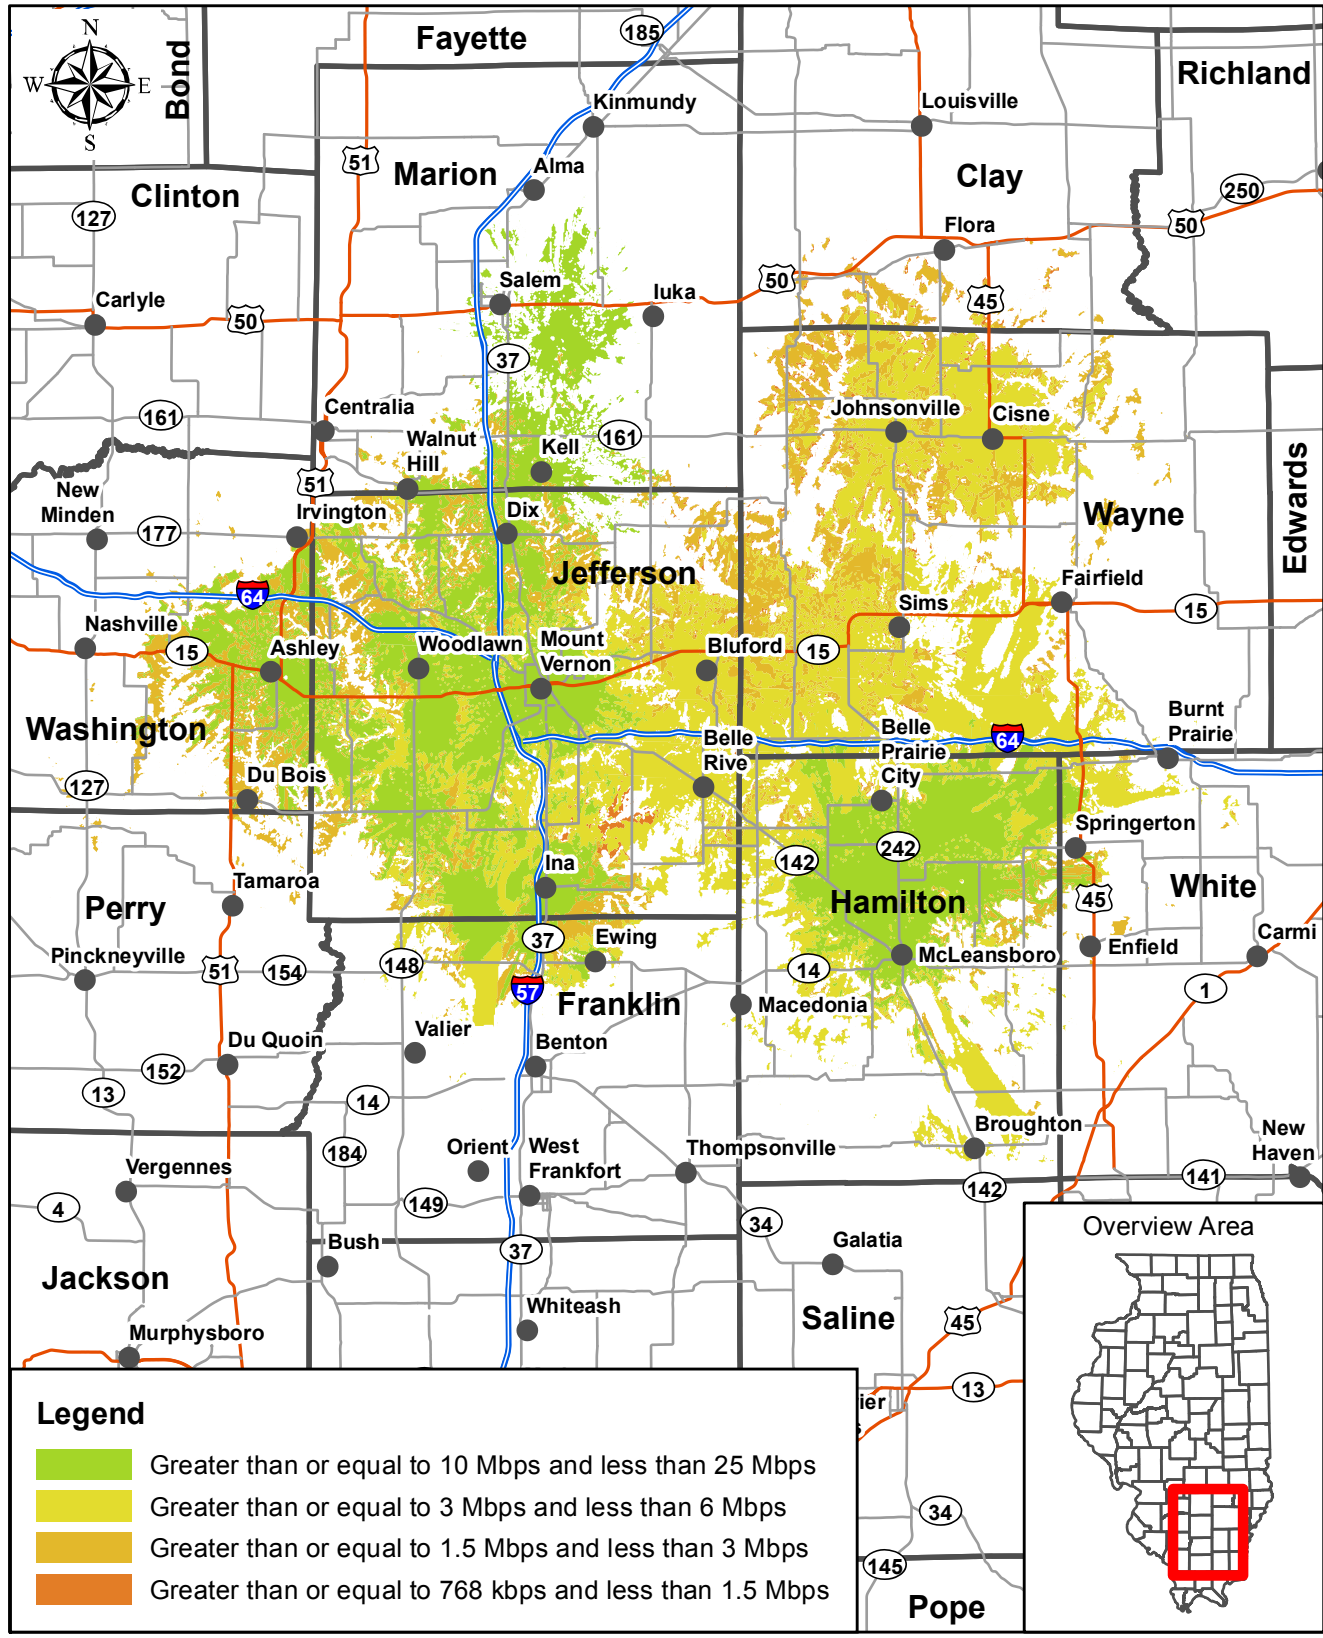 N
W
E
S
Bond
Fayette
185
Richland
Kinmundy
Louisville
51
Marion
Alma
Clay
Clinton
250
127
50
Flora
Salem
Iuka
50
Carlyle
45
50
37
Centralia
Johnsonville
Cisne
161
Walnut
Hill
161
Kell
Edwards
51
New
Minden
Irvington
Dix
Wayne
177
Jefferson
Fairfield
64
Sims
15
Nashville
15
Ashley
Woodlawn
Mount
Vernon
Bluford
15
Washington
Belle
Rive
Belle
Prairie
City
64
Burnt
Prairie
127
Du Bois
Springerton
142
242
Ina
Tamaroa
Perry
Hamilton
White
45
37
Ewing
Carmi
Pinckneyville
51
154
148
McLeansboro
Enfield
14
57
Franklin
Macedonia
1
Valier
Du Quoin
Benton
152
13
14
Broughton
New
Haven
184
Orient
West
Frankfort
Thompsonville
Vergennes
141
142
4
149
34
Bush
37
Galatia
Jackson
Whiteash
Saline
45
Murphysboro
13
ier
s
34
145
Pope
Overview Area
Legend
Greater than or equal to 10 Mbps and less than 25 Mbps
Greater than or equal to 3 Mbps and less than 6 Mbps
Greater than or equal to 1.5 Mbps and less than 3 Mbps
Greater than or equal to 768 kbps and less than 1.5 Mbps